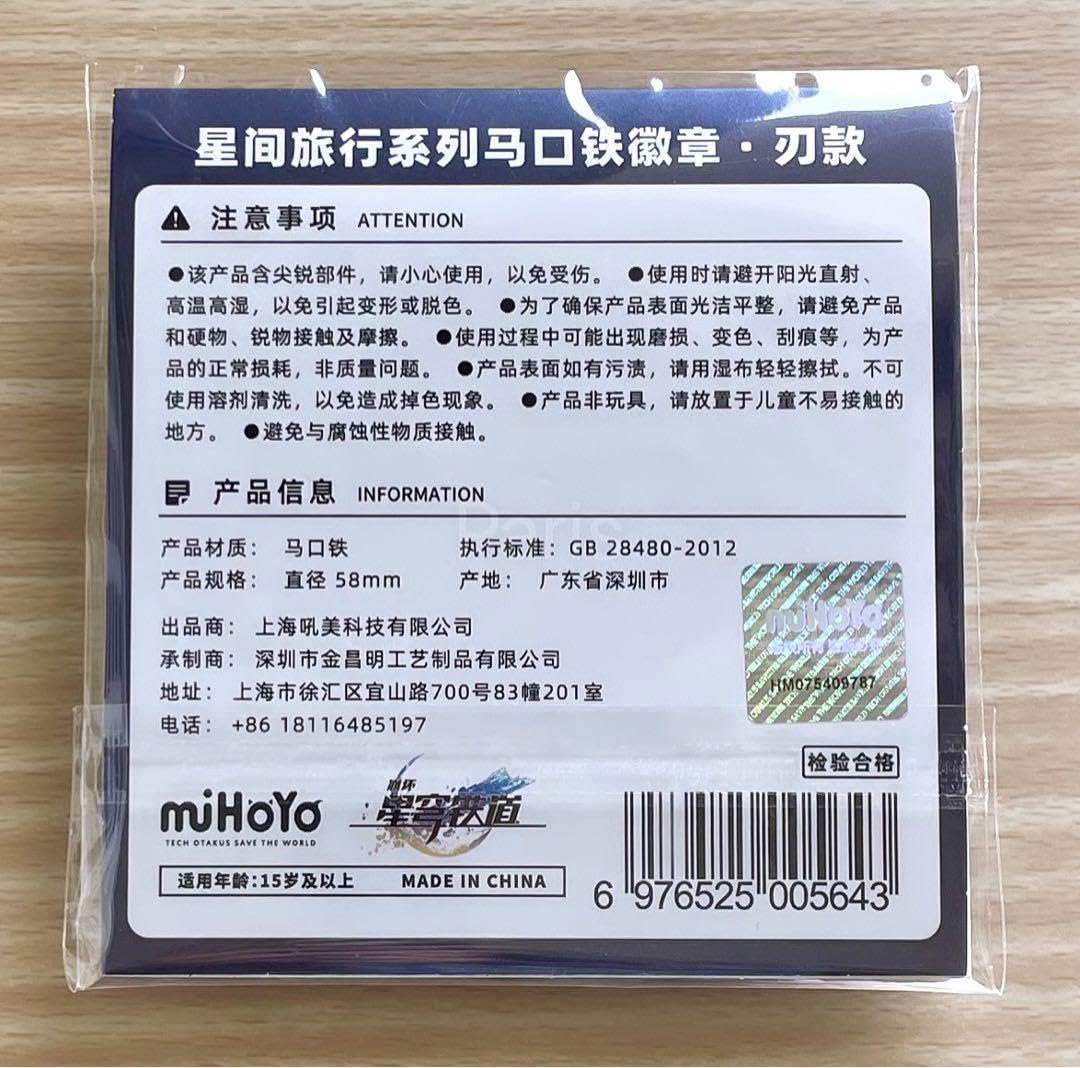 星间旅行系列马口铁徽章·刃款
注意事项 ATTENTION
●该产品含尖锐部件，请小心使用，以免受伤。 ●使用时请避开阳光直射、
高温高湿，以免引起变形或脱色。 ●为了确保产品表面光洁平整，请避免产品
和硬物、锐物接触及摩擦。 ●使用过程中可能出现磨损、变色、刮痕等，为产
品的正常损耗，非质量问题。 ●产品表面如有污渍，请用湿布轻轻擦拭。不可
使用溶剂清洗，以免造成掉色现象。 ●产品非玩具，请放置于儿童不易接触的
地方。 ●避免与腐蚀性物质接触。
产品信息 INFORMATION
Paris
产品材质： 马口铁 执行标准：GB 28480-2012
产品规格： 直径 58mm 产地： 广东省深圳市
出品商： 上海吼美科技有限公司
承制商： 深圳市金昌明工艺制品有限公司
地址： 上海市徐汇区宜山路700号83幢201室
电话： +86 18116485197
miHoYo
HM075409787
检验合格
miHoYo
TECH OTAKUS SAVE THE WORLD
崩坏
星穹铁道
适用年龄:15岁及以上 MADE IN CHINA
6 976525 005643